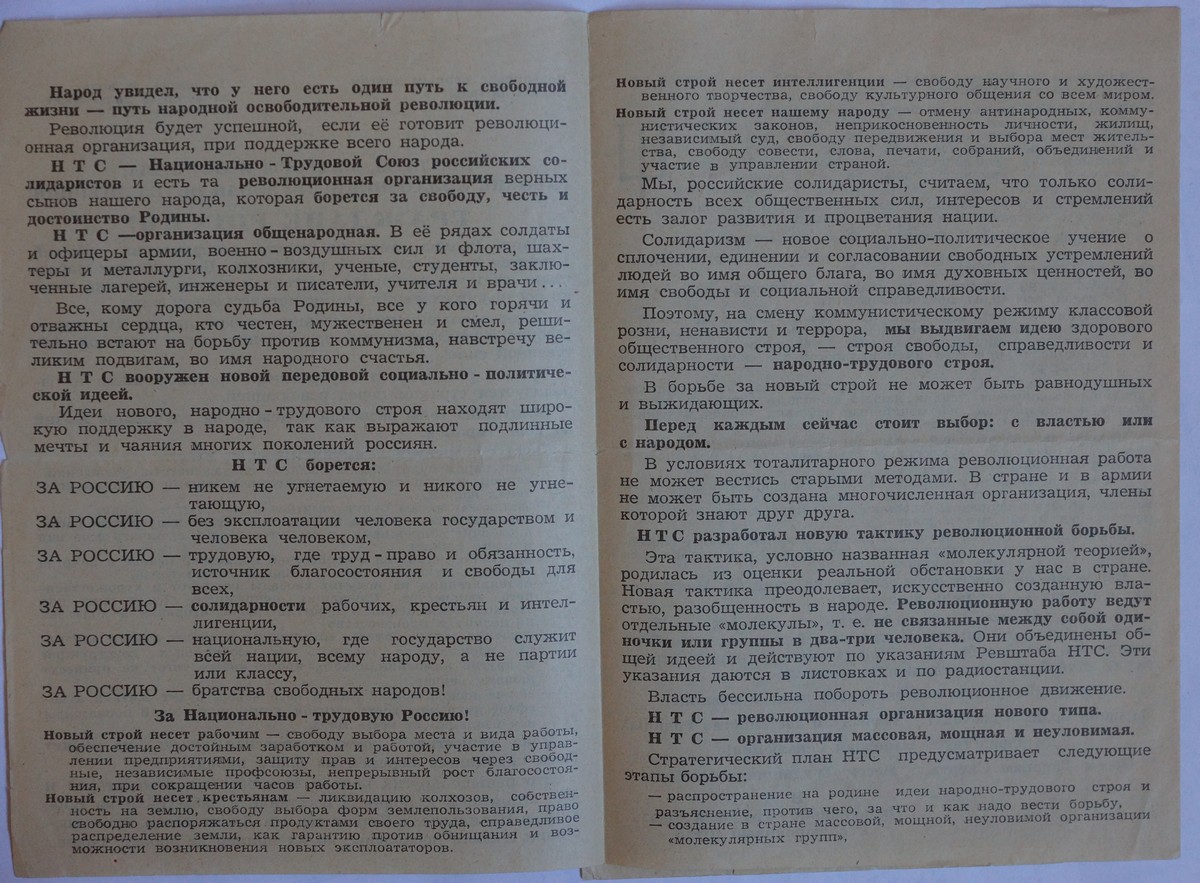 Народ увидел, что у него есть один путь к свободной
жизни — путь народной освободительной революции.
Революция будет успешной, если её готовит революци-
онная организация, при поддержке всего народа.
Н Т С — Национально - Трудовой Союз российских со-
лидаристов и есть та революционная организация верных
сынов нашего народа, которая борется за свободу, честь и
достоинство Родины.
Н Т С —организация общенародная. В её рядах солдаты
и офицеры армии, военно - воздушных сил и флота, шах-
теры и металлурги, колхозники, ученые, студенты, заклю-
ченные лагерей, инженеры и писатели, учителя и врачи...
Все, кому дорога судьба Родины, все у кого горячи и
отважны сердца, кто честен, мужественен и смел, реши-
тельно встают на борьбу против коммунизма, навстречу ве-
ликим подвигам, во имя народного счастья.
Н Т С вооружен новой передовой социально - политиче-
ской идеей.
Идеи нового, народно - трудового строя находят широ-
кую поддержку в народе, так как выражают подлинные
мечты и чаяния многих поколений россиян.
Н Т С борется:
ЗА РОССИЮ — никем не угнетаемую и никого не угне-
тающую,
ЗА РОССИЮ — без эксплоатации человека государством и
человека человеком,
ЗА РОССИЮ — трудовую, где труд - право и обязанность,
источник благосостояния и свободы для
всех,
ЗА РОССИЮ — солидарности рабочих, крестьян и интел-
лигенции,
ЗА РОССИЮ — национальную, где государство служит
всей нации, всему народу, а не партии
или классу,
ЗА РОССИЮ — братства свободных народов!
За Национально - трудовую Россию!
Новый строй несет рабочим — свободу выбора места и вида работы,
обеспечение достойным заработком и работой, участие в управ-
лении предприятиями, защиту прав и интересов через свобод-
ные, независимые профсоюзы, непрерывный рост благосостоя-
ния, при сокращении часов работы.
Новый строй несет крестьянам — ликвидацию колхозов, собствен-
ность на землю, свободу выбора форм землепользования, право
свободно распоряжаться продуктами своего труда, справедливое
распределение земли, как гарантию против обнищания и воз-
можности возникновения новых эксплоататоров.
Новый строй несет интеллигенции — свободу научного и художест-
венного творчества, свободу культурного общения со всем миром.
Новый строй несет нашему народу — отмену антинародных, комму-
нистических законов, неприкосновенность личности, жилищ,
независимый суд, свободу передвижения и выбора мест житель-
ства, свободу совести, слова, печати, собраний, объединений и
участие в управлении страной.
Мы, российские солидаристы, считаем, что только соли-
дарность всех общественных сил, интересов и стремлений
есть залог развития и процветания нации.
Солидаризм — новое социально-политическое учение о
сплочении, единении и согласовании свободных устремлений
людей во имя общего блага, во имя духовных ценностей, во
имя свободы и социальной справедливости.
Поэтому, на смену коммунистическому режиму классовой
розни, ненависти и террора, мы выдвигаем идею здорового
общественного строя, — строя свободы, справедливости и
солидарности — народно-трудового строя.
В борьбе за новый строй не может быть равнодушных
и выжидающих.
Перед каждым сейчас стоит выбор: с властью или
с народом.
В условиях тоталитарного режима революционная работа
не может вестись старыми методами. В стране и в армии
не может быть создана многочисленная организация, члены
которой знают друг друга.
Н Т С разработал новую тактику революционной борьбы.
Эта тактика, условно названная «молекулярной теорией»,
родилась из оценки реальной обстановки у нас в стране.
Новая тактика преодолевает, искусственно созданную вла-
стью, разобщенность в народе. Революционную работу ведут
отдельные «молекулы», т. е. не связанные между собой оди-
ночки или группы в два-три человека. Они объединены об-
щей идеей и действуют по указаниям Ревштаба НТС. Эти
указания даются в листовках и по радиостанции.
Власть бессильна побороть революционное движение.
Н Т С — революционная организация нового типа.
Н Т С — организация массовая, мощная и неуловимая.
Стратегический план НТС предусматривает следующие
этапы борьбы:
— распространение на родине идеи народно-трудового строя и
разъяснение, против чего, за что и как надо вести борьбу,
— создание в стране массовой, мощной, неуловимой организации
«молекулярных групп»,